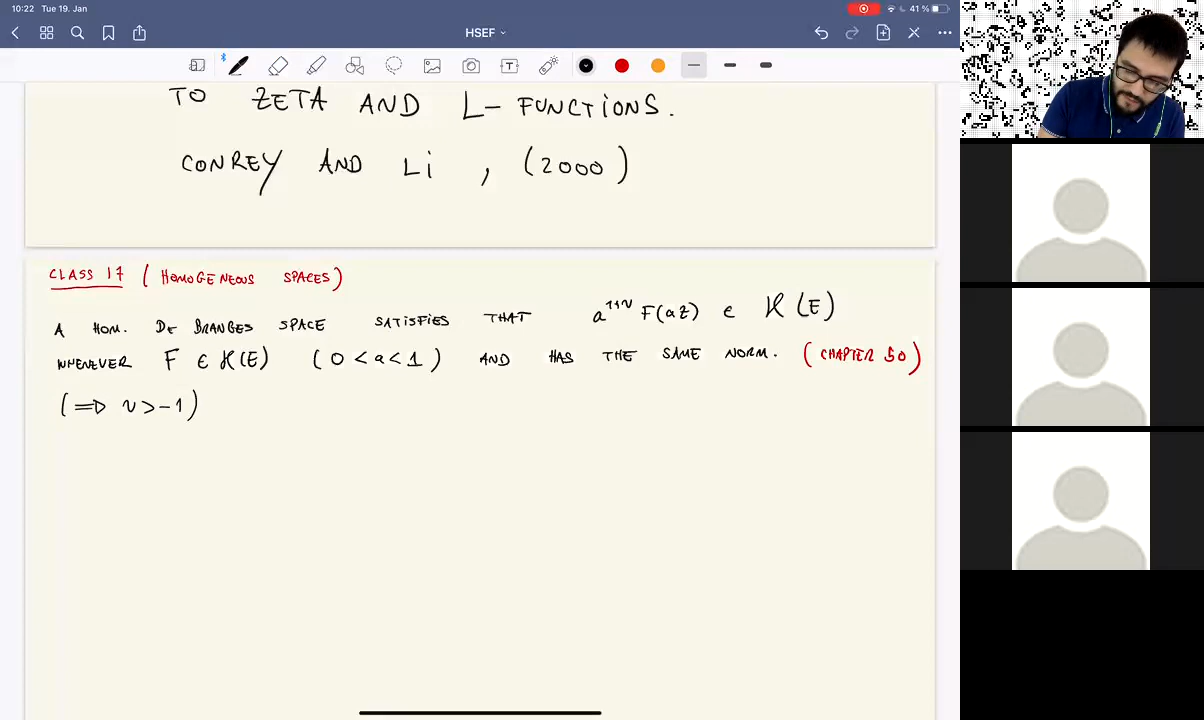 10:22 Tue 19. Jan
41 %
HSEF
TO ZETA AND L-FUNCTIONS.
CONREY AND Li, (2000)
CLASS 17 (HOMOGENEOUS SPACES)
A HOM. DE BRANGES SPACE SATISFIES THAT a^{1+ν} F(az) ∈ H(E)
WHENEVER F ∈ H(E) (0 < a < 1) AND HAS THE SAME NORM. (CHAPTER 50)
(⟹ ν > -1)